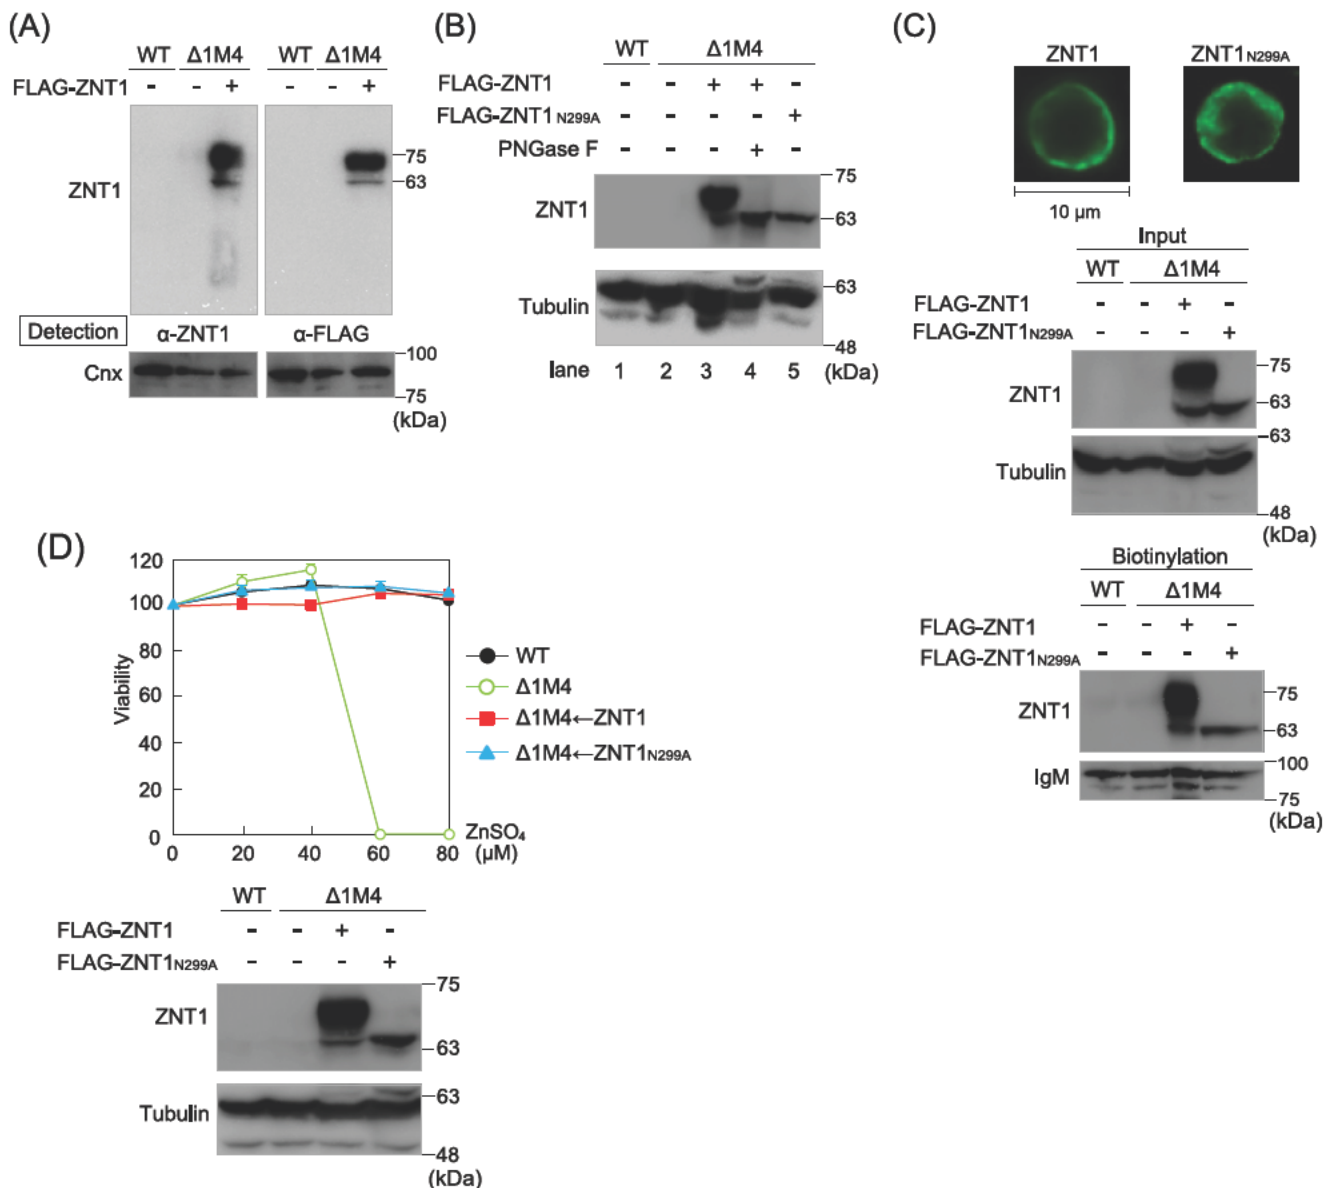 (A)
WT Δ1M4 WT Δ1M4
FLAG-ZNT1 - - + - - +
ZNT1
75
63
Detection α-ZNT1 α-FLAG
Cnx
100
75
(kDa)
(B)
WT Δ1M4
FLAG-ZNT1 - - + + -
FLAG-ZNT1N299A - - - - +
PNGase F - - - + -
ZNT1
75
63
Tubulin
63
48
lane 1 2 3 4 5 (kDa)
(C)
ZNT1 ZNT1N299A
10 μm
Input
WT Δ1M4
FLAG-ZNT1 - - + -
FLAG-ZNT1N299A - - - +
ZNT1
75
63
Tubulin
63
48
(kDa)
Biotinylation
WT Δ1M4
FLAG-ZNT1 - - + -
FLAG-ZNT1N299A - - - +
ZNT1
75
63
IgM
100
75
(kDa)
(D)
Viability
120
100
80
60
40
20
0
0 20 40 60 80
ZnSO₄
(μM)
WT
Δ1M4
Δ1M4←ZNT1
Δ1M4←ZNT1N299A
WT Δ1M4
FLAG-ZNT1 - - + -
FLAG-ZNT1N299A - - - +
ZNT1
75
63
Tubulin
63
48
(kDa)